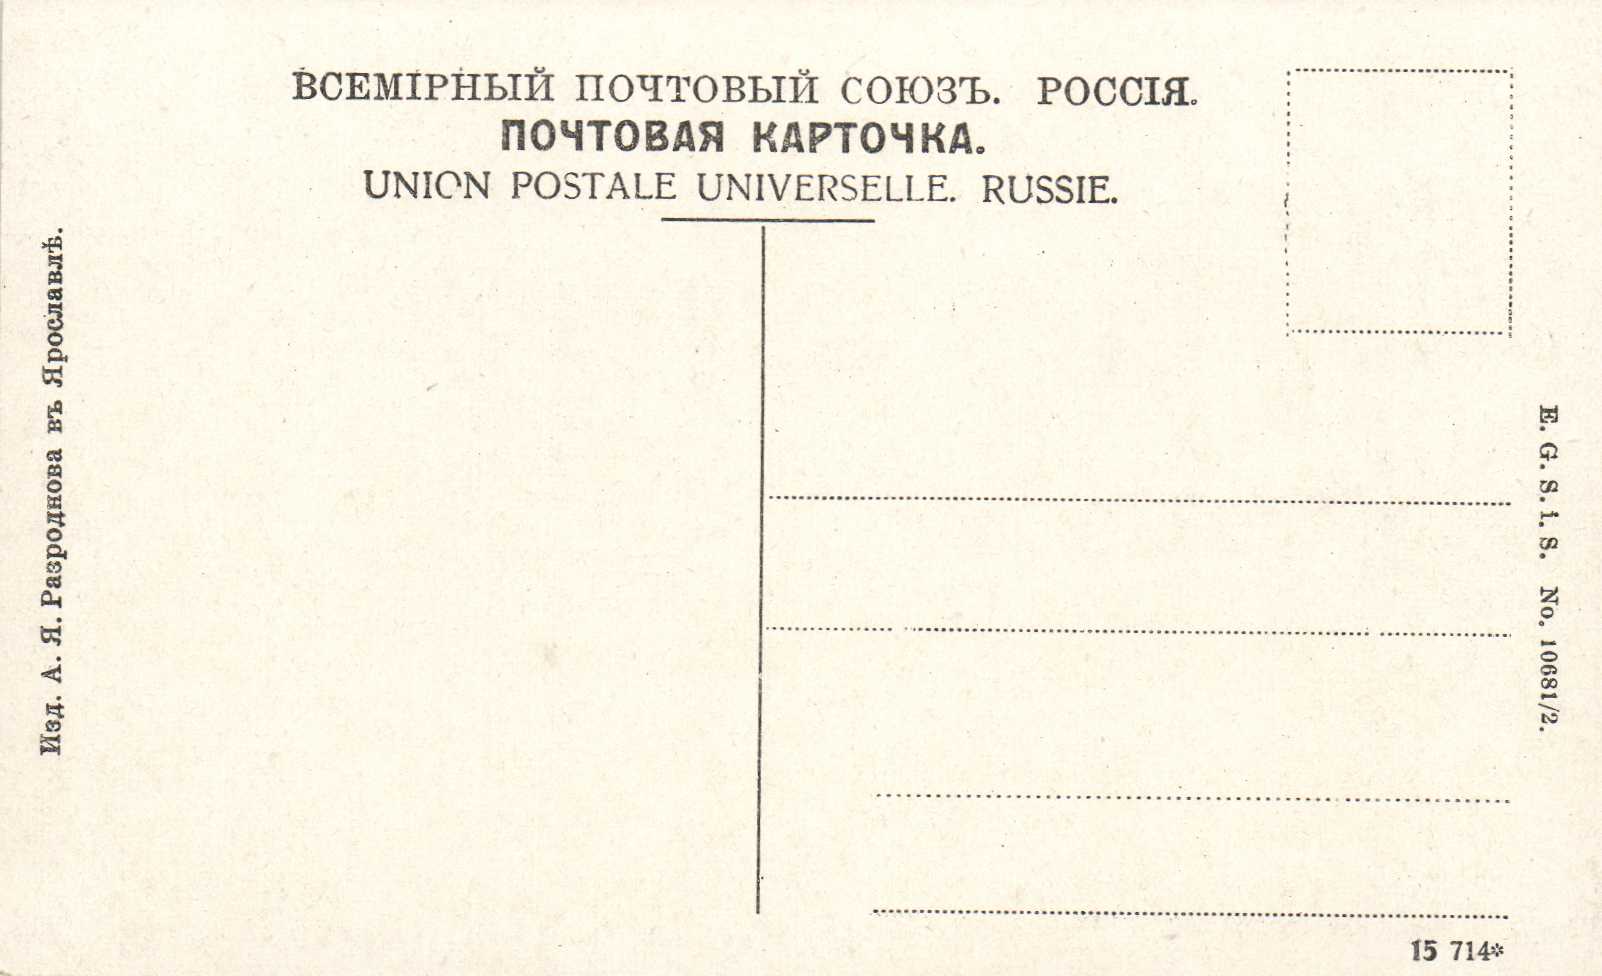 ВСЕМІРНЫЙ ПОЧТОВЫЙ СОЮЗЪ. РОССІЯ.
ПОЧТОВАЯ КАРТОЧКА.
UNION POSTALE UNIVERSELLE. RUSSIE.
Изд. А. Я. Разроднова въ Ярославлѣ.
E. G. S. i. S. No. 10681/2.
15 714*